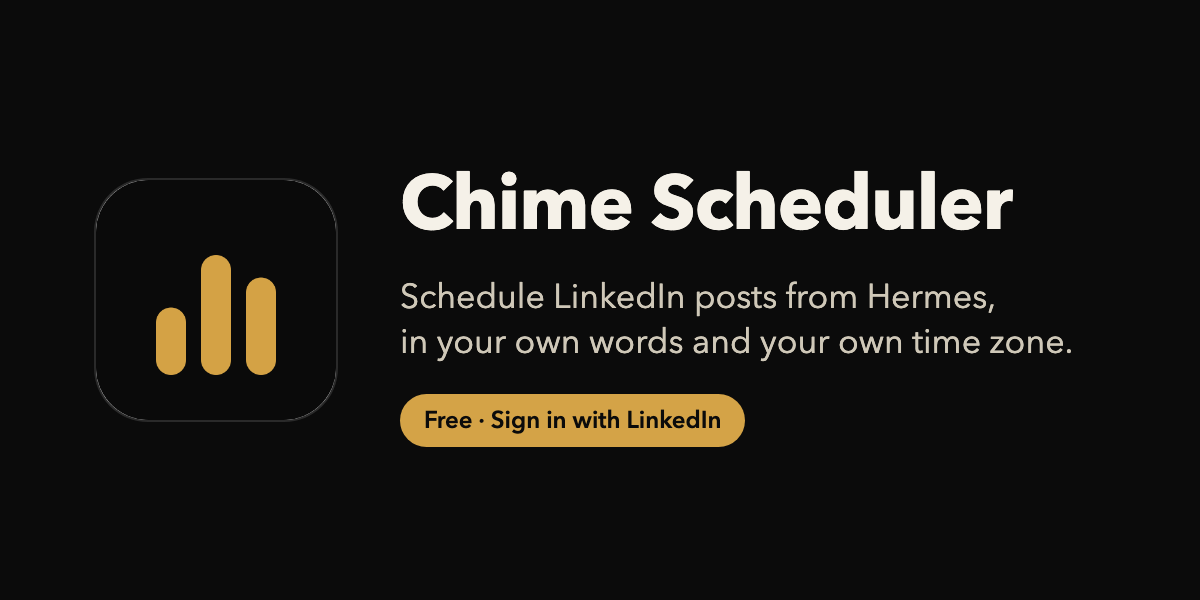 Chime Scheduler
Schedule LinkedIn posts from Hermes,
in your own words and your own time zone.
Free · Sign in with LinkedIn